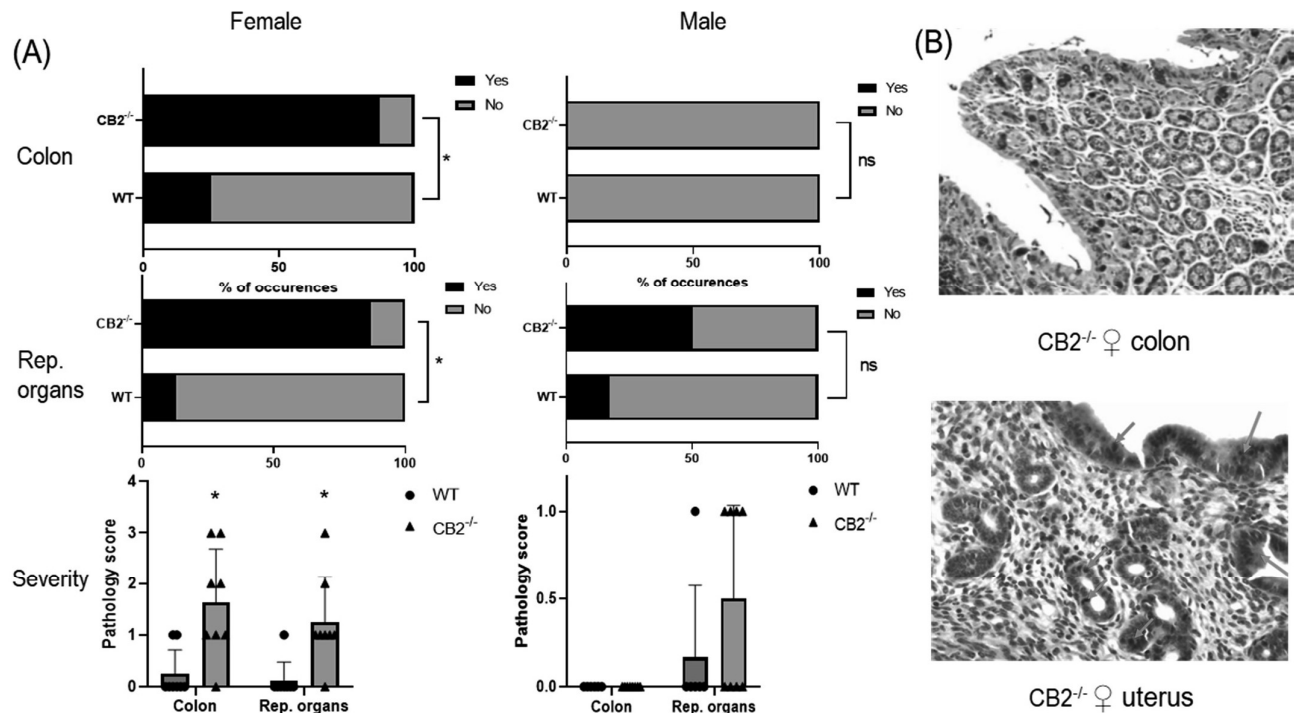 Female
Male
(A)
(B)
Yes
No
CB2-/-
WT
*
Colon
0
50
100
% of occurences
Yes
No
CB2-/-
WT
ns
0
50
100
% of occurences
Yes
No
CB2-/-
WT
*
Rep.
organs
0
50
100
Yes
No
CB2-/-
WT
ns
0
50
100
Severity
Pathology score
4
3
2
1
0
*
*
WT
CB2-/-
Colon
Rep. organs
Pathology score
1.0
0.5
0.0
WT
CB2-/-
Colon
Rep. organs
CB2-/- ♀ colon
CB2-/- ♀ uterus